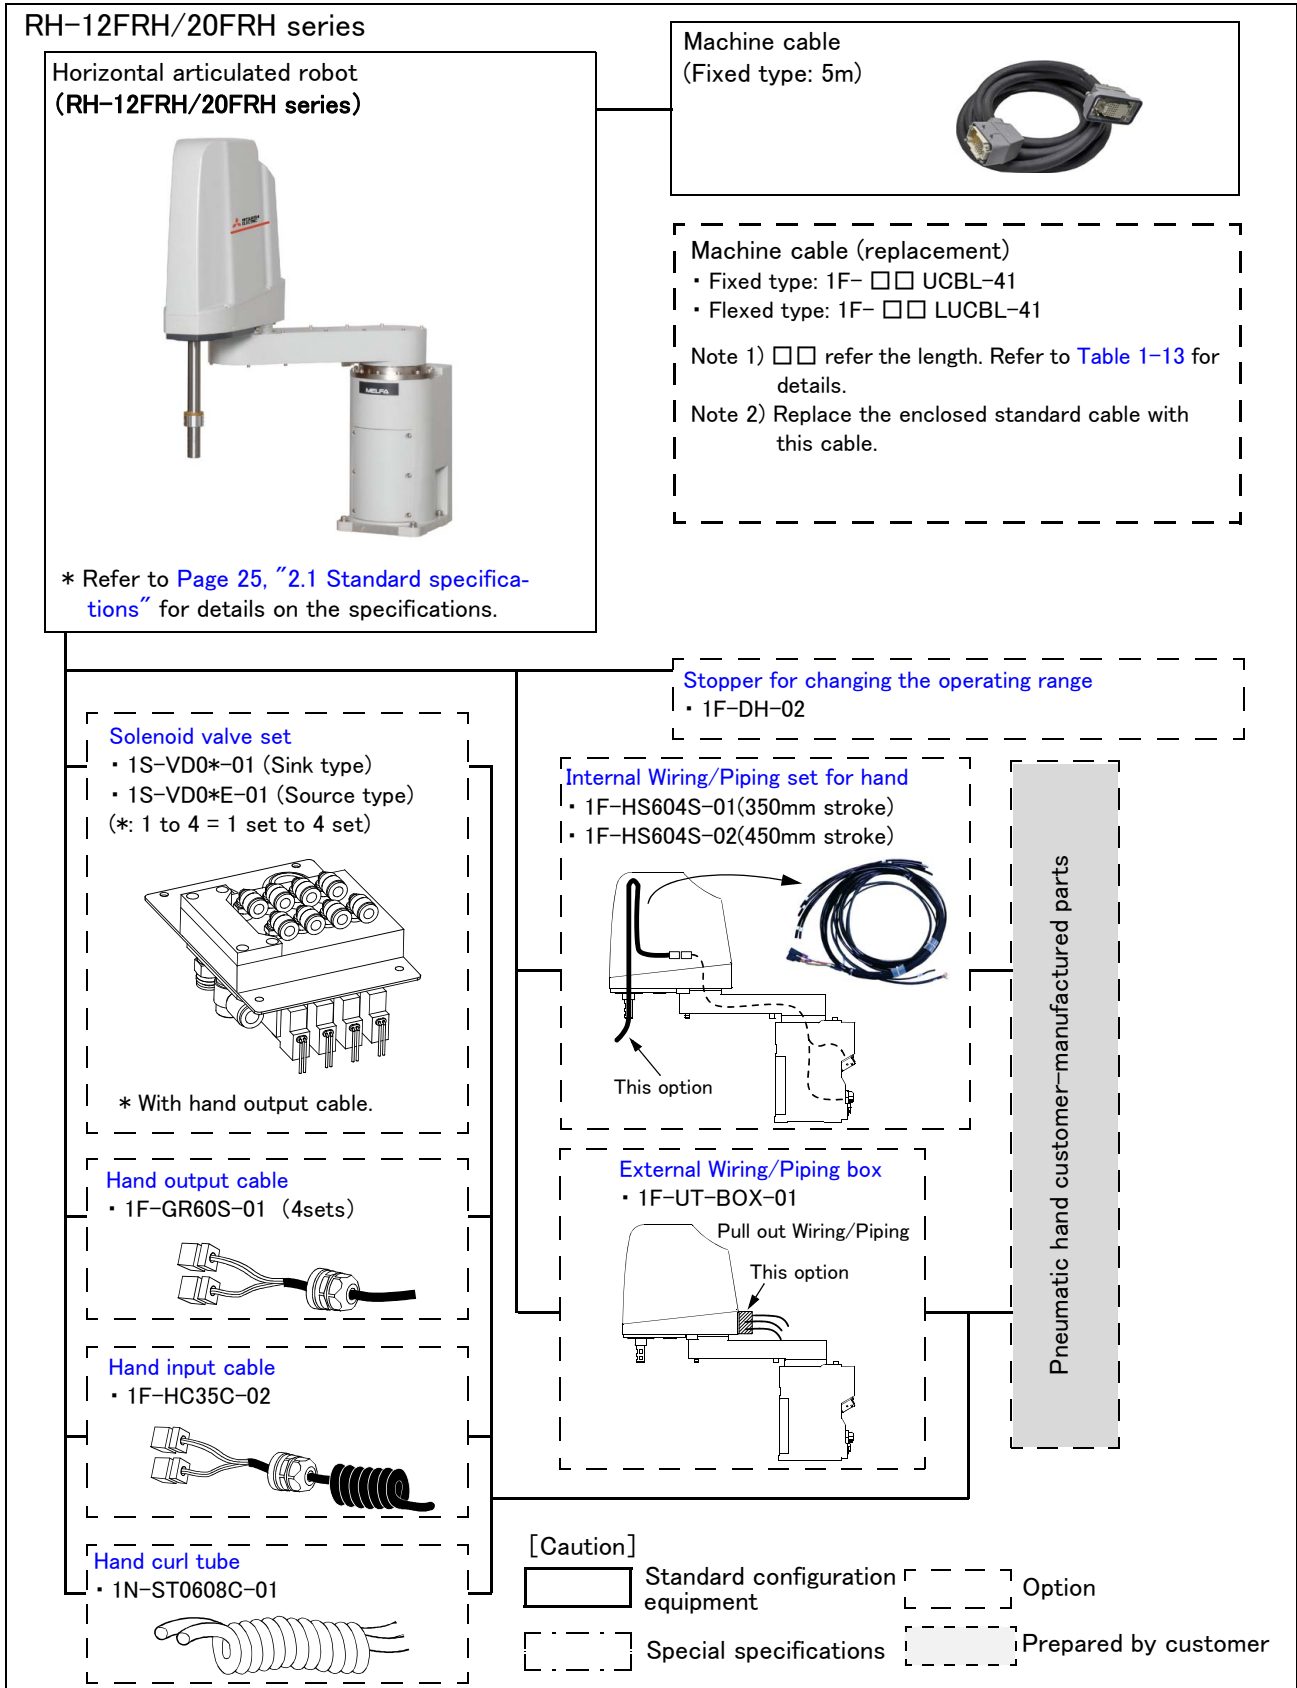 RH-12FRH/20FRH series
Horizontal articulated robot
(RH-12FRH/20FRH series)
MITSUBISHI
ELECTRIC
MELFA
* Refer to Page 25, "2.1 Standard specifica-
tions" for details on the specifications.
Machine cable
(Fixed type: 5m)
Machine cable (replacement)
・Fixed type: 1F- □□ UCBL-41
・Flexed type: 1F- □□ LUCBL-41
Note 1) □□ refer the length. Refer to Table 1-13 for
details.
Note 2) Replace the enclosed standard cable with
this cable.
Stopper for changing the operating range
・1F-DH-02
Solenoid valve set
・1S-VD0*-01 (Sink type)
・1S-VD0*E-01 (Source type)
(*: 1 to 4 = 1 set to 4 set)
* With hand output cable.
Internal Wiring/Piping set for hand
・1F-HS604S-01(350mm stroke)
・1F-HS604S-02(450mm stroke)
This option
Hand output cable
・1F-GR60S-01 (4sets)
External Wiring/Piping box
・1F-UT-BOX-01
Pull out Wiring/Piping
This option
Pneumatic hand customer-manufactured parts
Hand input cable
・1F-HC35C-02
Hand curl tube
・1N-ST0608C-01
[Caution]
Standard configuration
equipment
Option
Special specifications
Prepared by customer